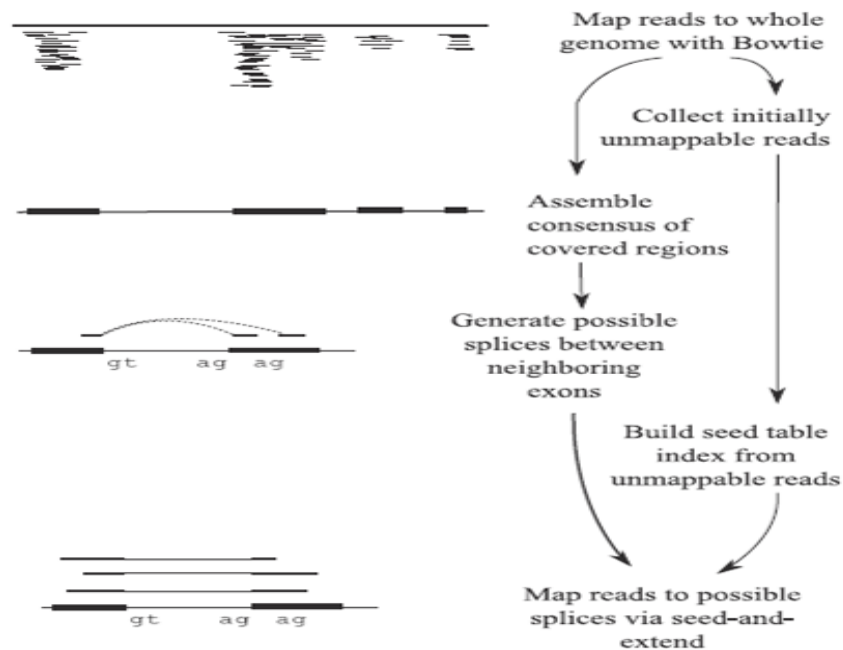 Map reads to whole
genome with Bowtie
Collect initially
unmappable reads
Assemble
consensus of
covered regions
Generate possible
splices between
neighboring
exons
gt ag ag
Build seed table
index from
unmappable reads
Map reads to possible
splices via seed-and-
extend
gt ag ag